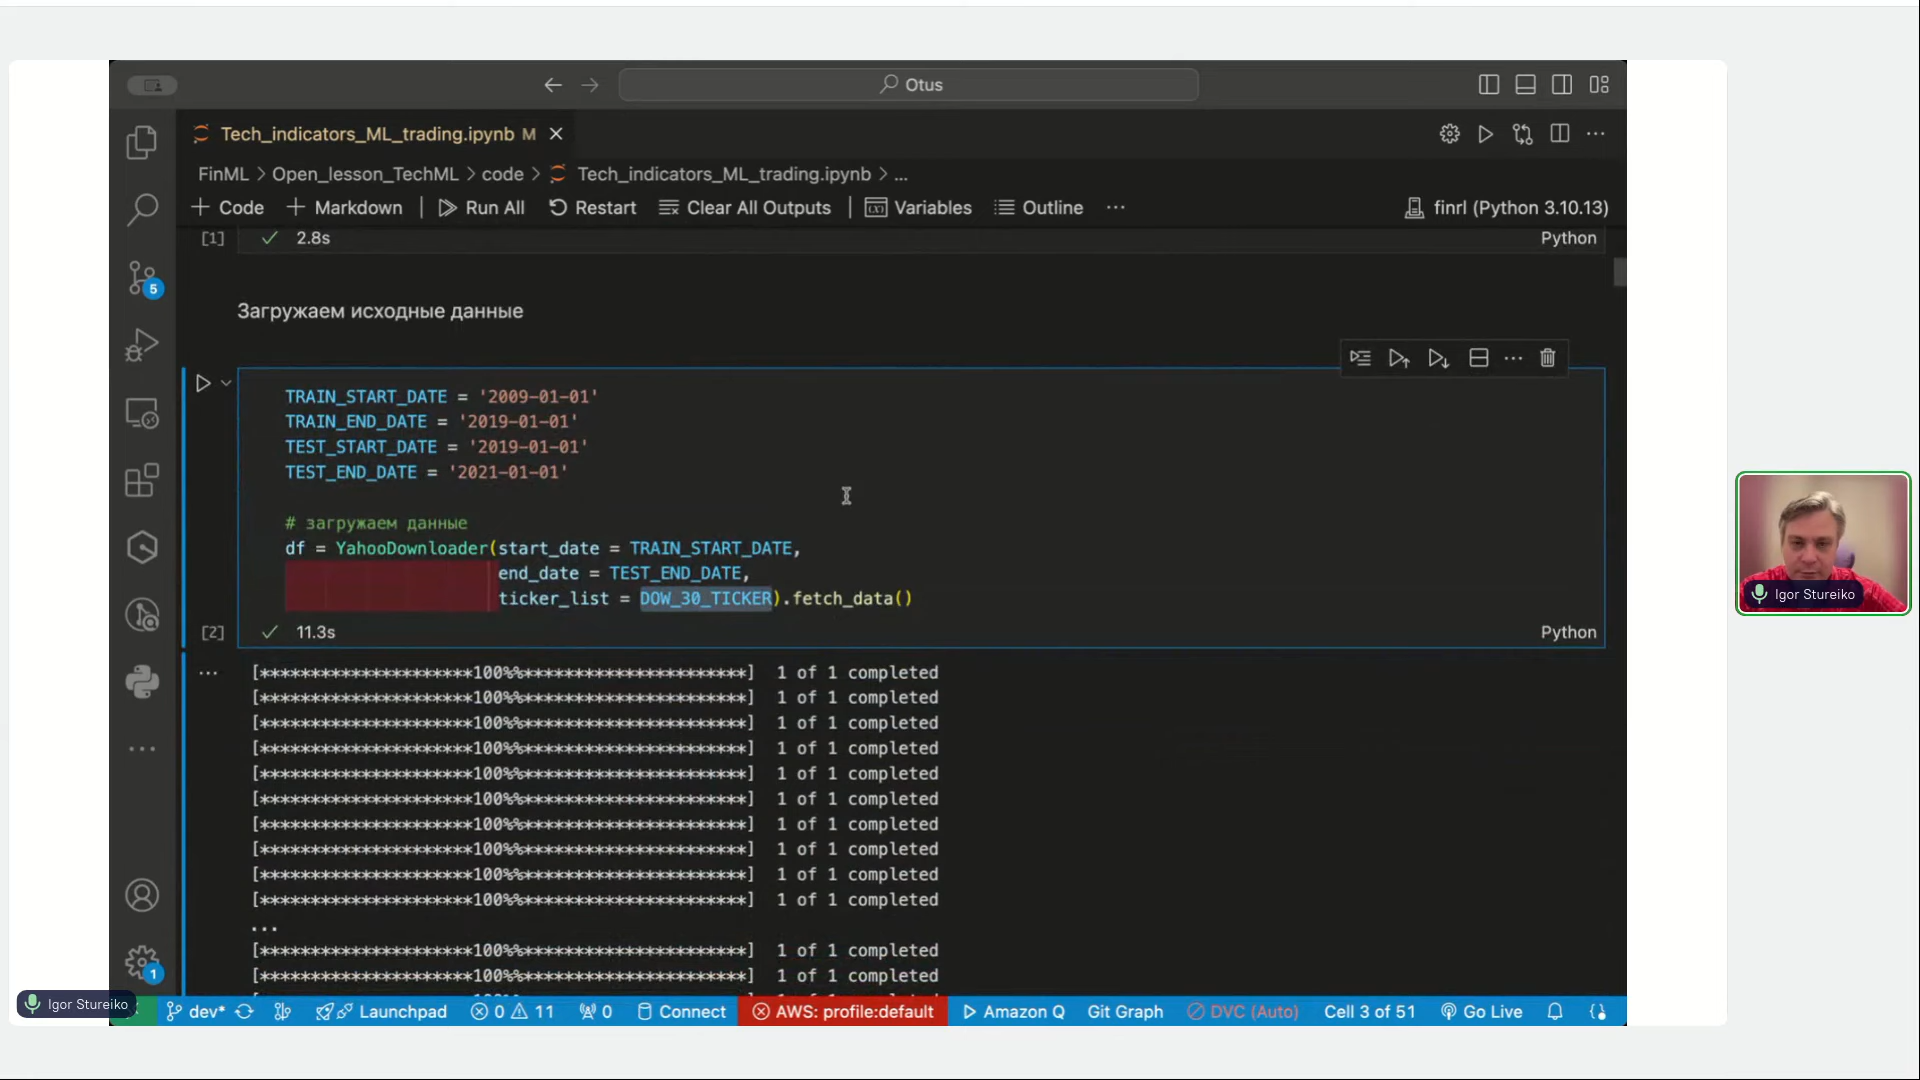 Otus
Tech_indicators_ML_trading.ipynb M
FinML > Open_lesson_TechML > code > Tech_indicators_ML_trading.ipynb > ...
Code Markdown Run All Restart Clear All Outputs Variables Outline ... finrl (Python 3.10.13)
[1] 2.8s Python
Загружаем исходные данные
TRAIN_START_DATE = '2009-01-01'
TRAIN_END_DATE = '2019-01-01'
TEST_START_DATE = '2019-01-01'
TEST_END_DATE = '2021-01-01'
# загружаем данные
df = YahooDownloader(start_date = TRAIN_START_DATE,
end_date = TEST_END_DATE,
ticker_list = DOW_30_TICKER).fetch_data()
[2] 11.3s Python
[*********************100%%**********************]  1 of 1 completed
[*********************100%%**********************]  1 of 1 completed
[*********************100%%**********************]  1 of 1 completed
[*********************100%%**********************]  1 of 1 completed
[*********************100%%**********************]  1 of 1 completed
[*********************100%%**********************]  1 of 1 completed
[*********************100%%**********************]  1 of 1 completed
[*********************100%%**********************]  1 of 1 completed
[*********************100%%**********************]  1 of 1 completed
[*********************100%%**********************]  1 of 1 completed
...
[*********************100%%**********************]  1 of 1 completed
[*********************100%%**********************]  1 of 1 completed
5
1
Igor Stureiko
Igor Stureiko
dev* Launchpad 0 11 0 Connect AWS: profile:default Amazon Q Git Graph DVC (Auto) Cell 3 of 51 Go Live